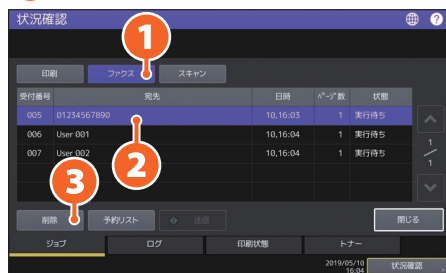 状況確認
?
1
印刷 ファクス スキャン
受付番号 宛先 日時 ページ数 状態
005 01234567890 10,16:03 1 実行待ち
006 User 001 10,16:04 1 実行待ち
007 User 002 10,16:04 1 実行待ち
1
1
2
3
削除 予約リスト 送信 閉じる
ジョブ ログ 印刷状態 トナー
2019/05/10
16:04
状況確認